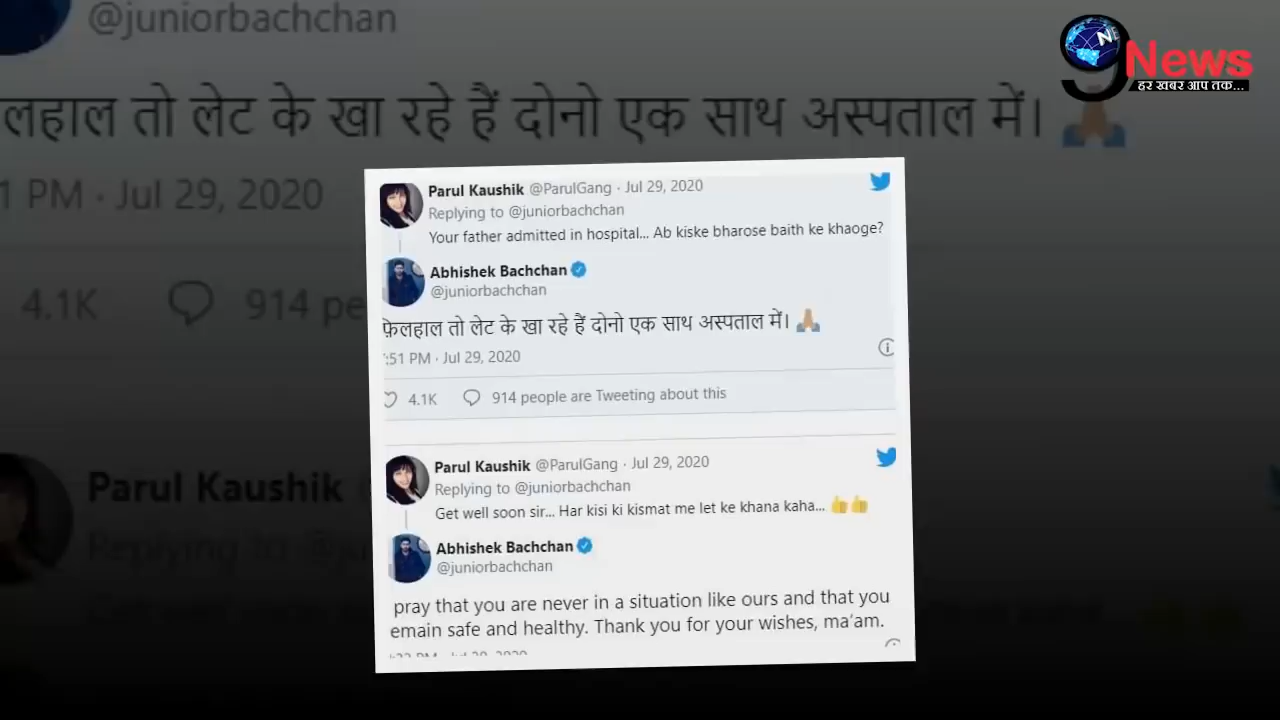 @juniorbachchan
लहाल तो लेट के खा रहे हैं दोनो एक साथ अस्पताल में।
1 PM · Jul 29, 2020
4.1K 914 pe
Parul Kaushik
Replying to @ju
9 News
हर खबर आप तक...
Parul Kaushik @ParulGang · Jul 29, 2020
Replying to @juniorbachchan
Your father admitted in hospital... Ab kiske bharose baith ke khaoge?
Abhishek Bachchan
@juniorbachchan
फ़िलहाल तो लेट के खा रहे हैं दोनो एक साथ अस्पताल में। 🙏
:51 PM · Jul 29, 2020
4.1K 914 people are Tweeting about this
Parul Kaushik @ParulGang · Jul 29, 2020
Replying to @juniorbachchan
Get well soon sir... Har kisi ki kismat me let ke khana kaha... 👍👍
Abhishek Bachchan
@juniorbachchan
pray that you are never in a situation like ours and that you
emain safe and healthy. Thank you for your wishes, ma'am.